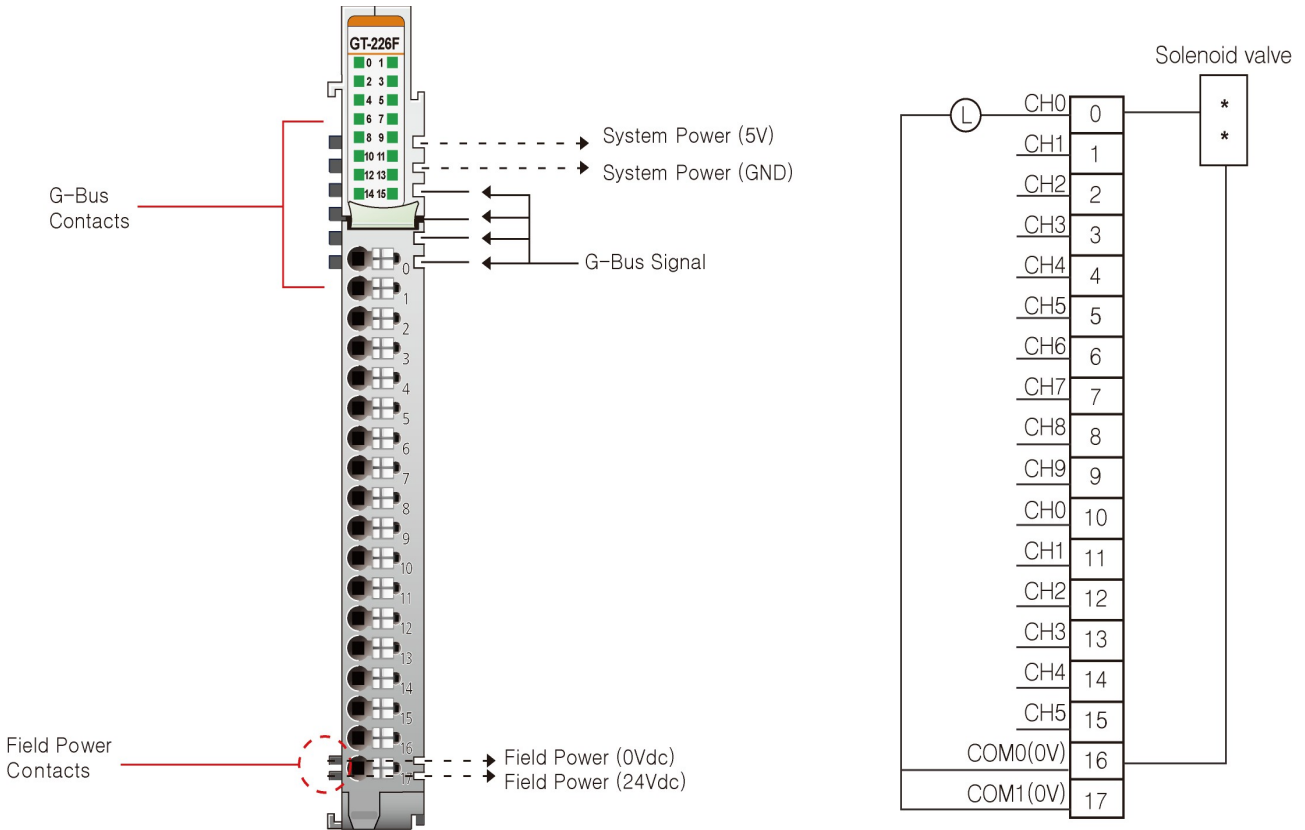 GT-226F
0 1
2 3
4 5
6 7
8 9
10 11
12 13
14 15
System Power (5V)
System Power (GND)
G-Bus
Contacts
G-Bus Signal
0
1
2
3
4
5
6
7
8
9
10
11
12
13
14
15
16
17
Field Power
Contacts
Field Power (0Vdc)
Field Power (24Vdc)
Solenoid valve
*
*
L
CH0 0
CH1 1
CH2 2
CH3 3
CH4 4
CH5 5
CH6 6
CH7 7
CH8 8
CH9 9
CH0 10
CH1 11
CH2 12
CH3 13
CH4 14
CH5 15
COM0(0V) 16
COM1(0V) 17